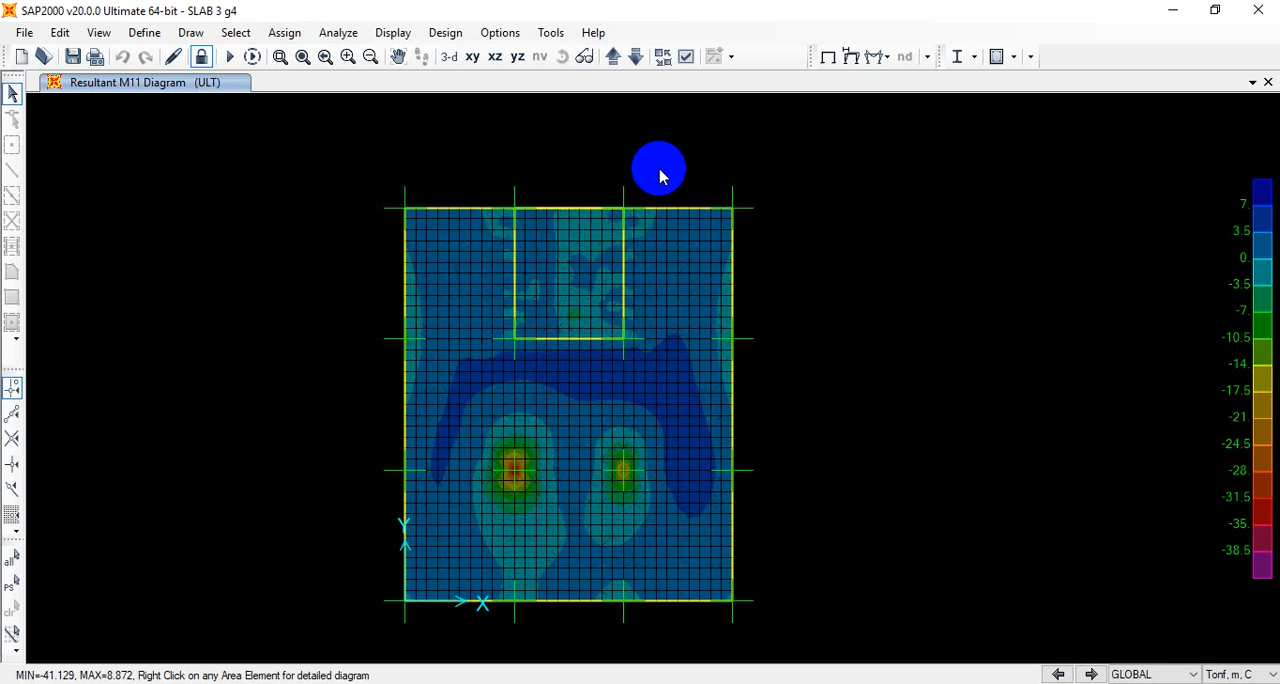 SAP2000 v20.0.0 Ultimate 64-bit - SLAB 3 g4
File Edit View Define Draw Select Assign Analyze Display Design Options Tools Help
3-d xy xz yz nv nd
Resultant M11 Diagram (ULT)
7.
3.5
0.
-3.5
-7.
-10.5
-14.
-17.5
-21.
-24.5
-28.
-31.5
-35.
-38.5
Y
X
all
PS
clr
MIN=-41.129, MAX=8.872, Right Click on any Area Element for detailed diagram
GLOBAL
Tonf, m, C